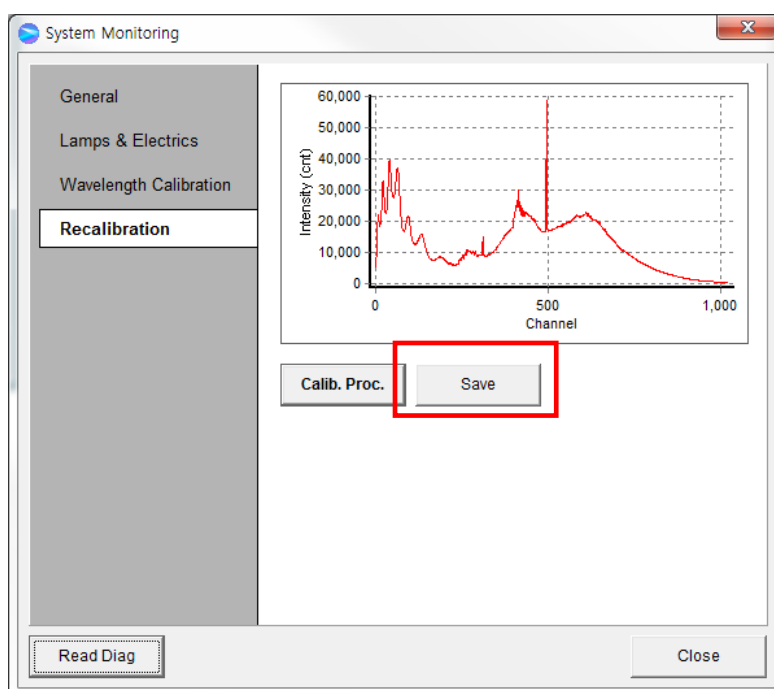 System Monitoring
General
Lamps & Electrics
Wavelength Calibration
Recalibration
60,000
50,000
40,000
30,000
20,000
10,000
0
Intensity (cnt)
0 500 1,000
Channel
Calib. Proc. Save
Read Diag Close